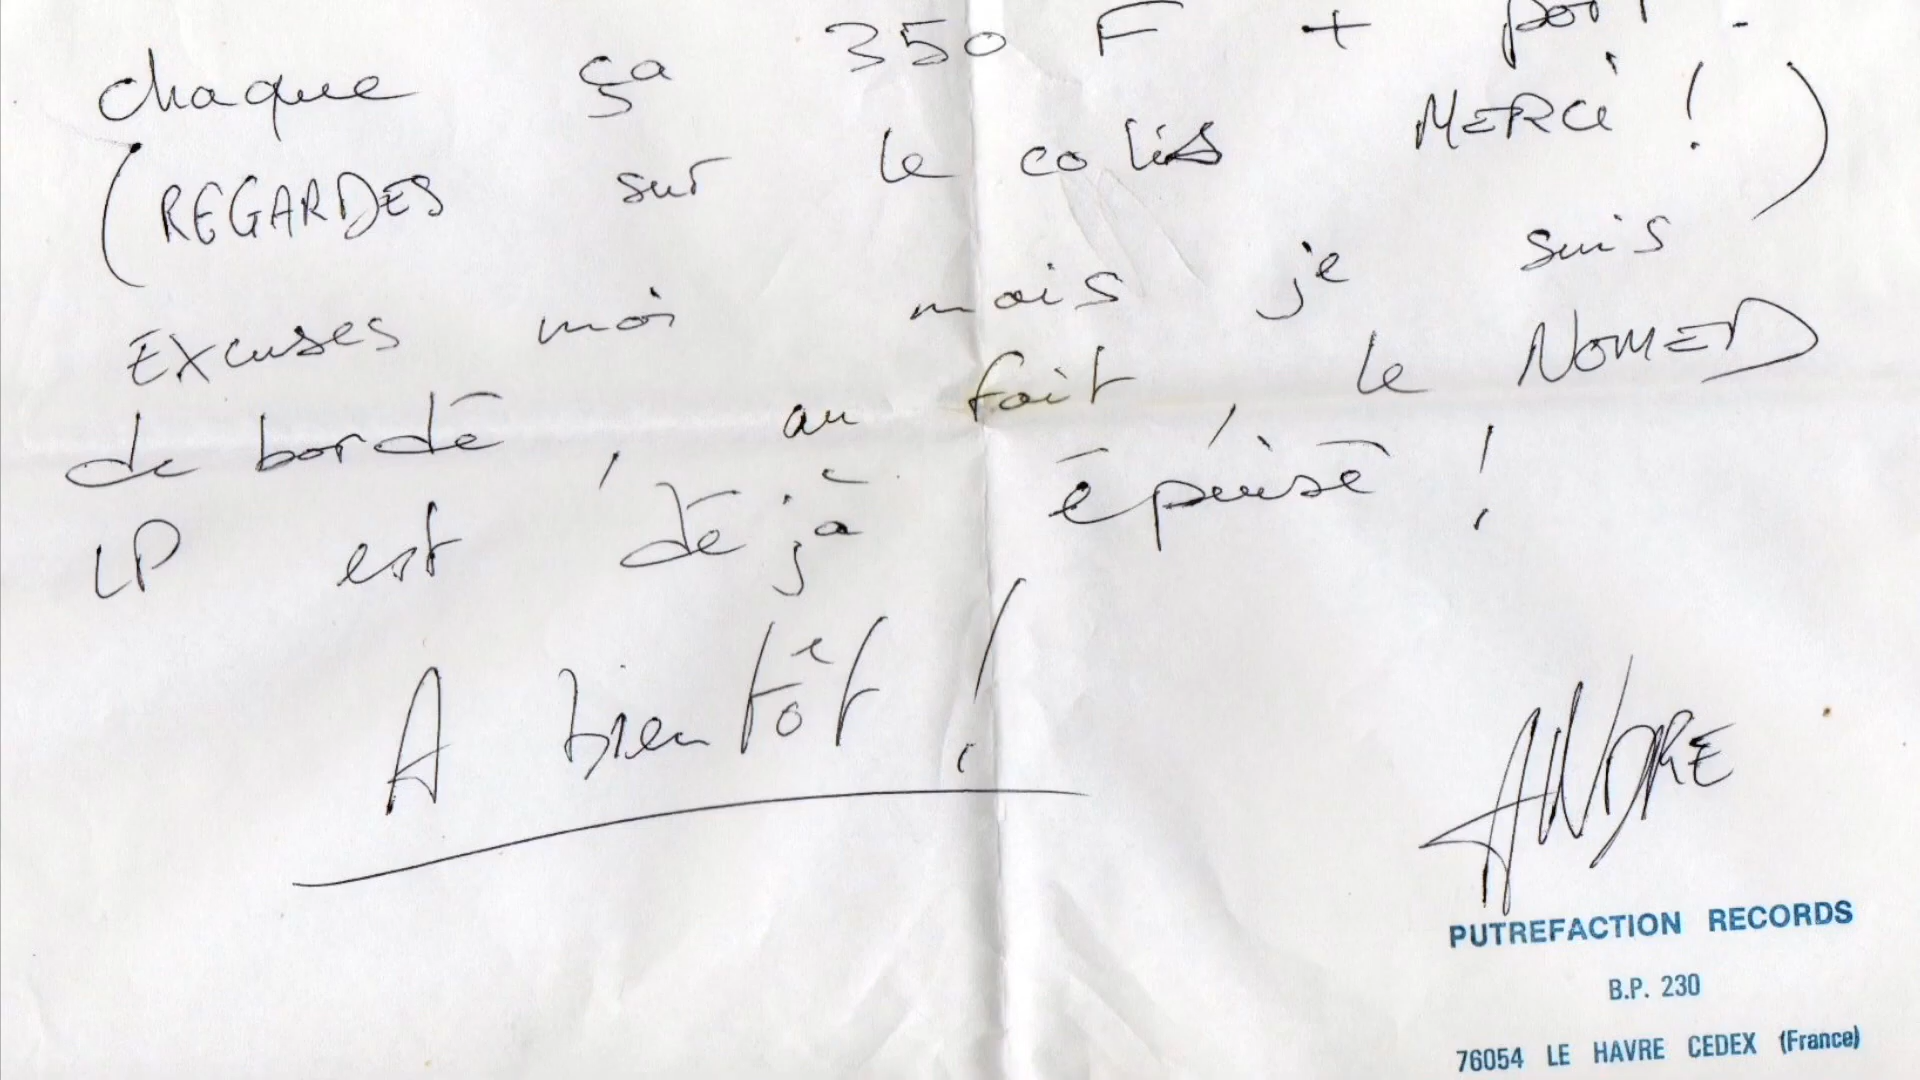 chaque ça 350 F + port.
(REGARDES sur le colis MERCi !)
Excuses moi mais je suis
débordé, au fait, le NOMED
LP est déjà épuisé !
A bientôt !
ANDRE
PUTREFACTION RECORDS
B.P. 230
76054 LE HAVRE CEDEX (France)